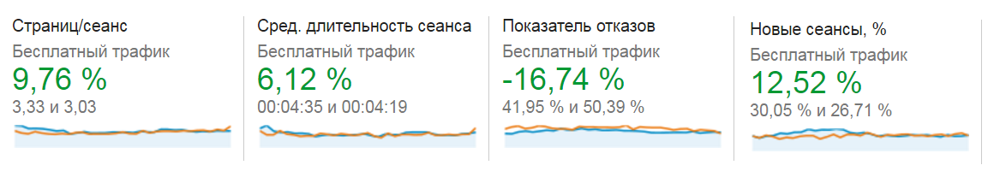 Страниц/сеанс
Бесплатный трафик
9,76 %
3,33 и 3,03
Сред. длительность сеанса
Бесплатный трафик
6,12 %
00:04:35 и 00:04:19
Показатель отказов
Бесплатный трафик
-16,74 %
41,95 % и 50,39 %
Новые сеансы, %
Бесплатный трафик
12,52 %
30,05 % и 26,71 %